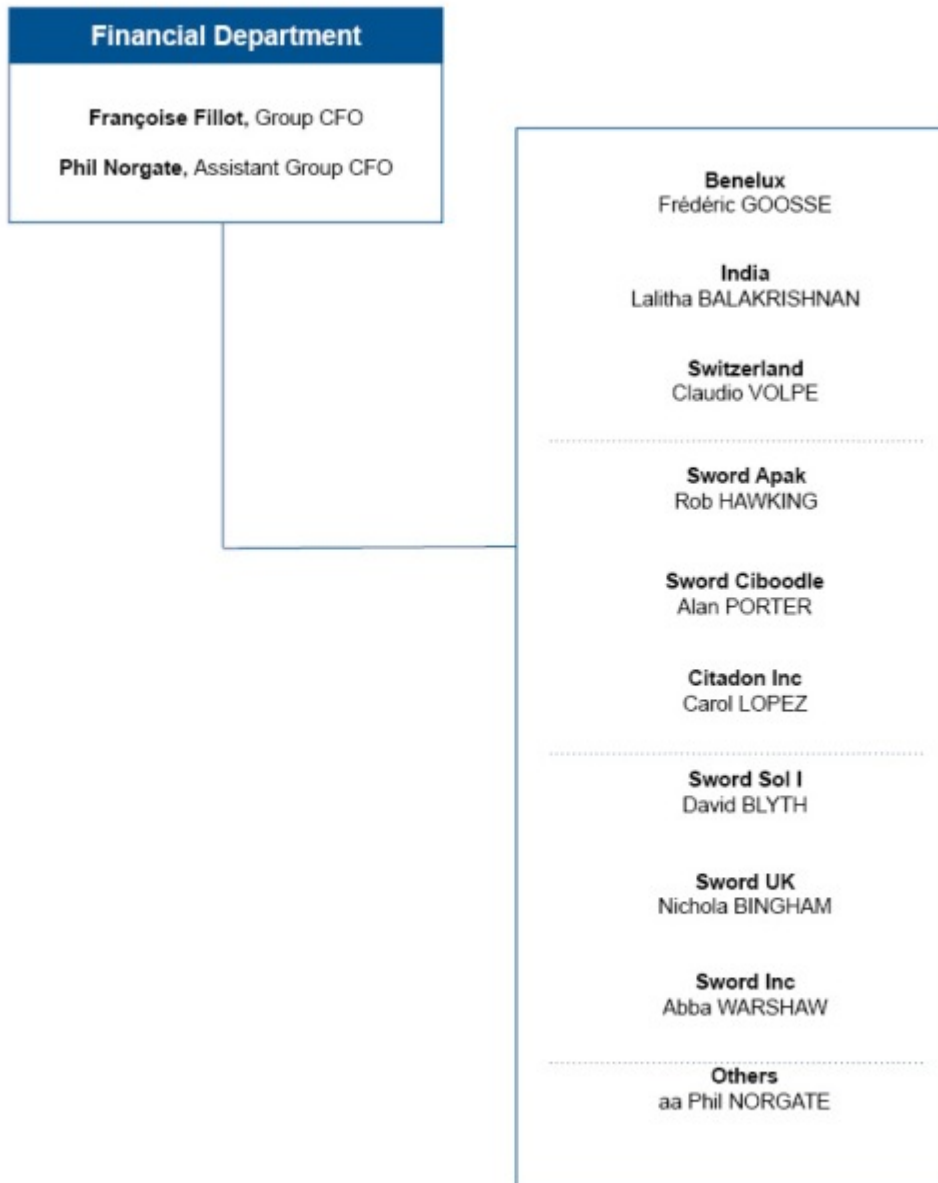 Financial Department
Françoise Fillot, Group CFO
Phil Norgate, Assistant Group CFO
Benelux
Frédéric GOOSSE
India
Lalitha BALAKRISHNAN
Switzerland
Claudio VOLPE
Sword Apak
Rob HAWKING
Sword Ciboodle
Alan PORTER
Citadon Inc
Carol LOPEZ
Sword Sol I
David BLYTH
Sword UK
Nichola BINGHAM
Sword Inc
Abba WARSHAW
Others
aa Phil NORGATE